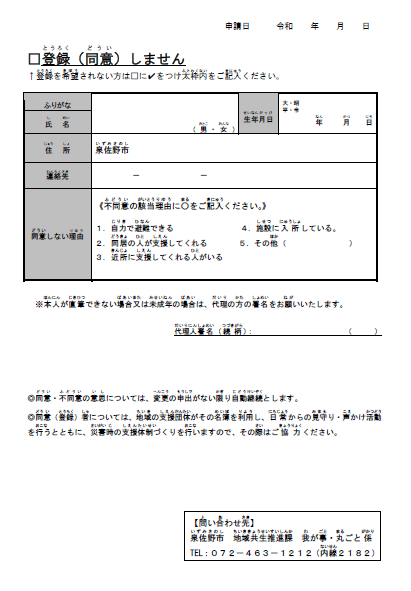 申請日　　令和　　年　　月　　日
□登録（同意）しません
↑登録を希望されない方は□に✔をつけ太枠内をご記入ください。
ふりがな
氏　名
（ 男 ・ 女 ）
生年月日
大・昭
平・令
年　　月　　日
住　所
泉佐野市
連絡先
－　　　－
同意しない理由
《不同意の該当理由に〇をご記入ください。》
１．自力で避難できる　　　　４．施設に入所している。
２．同居の人が支援してくれる　　５．その他（　　　　　　　）
３．近所に支援してくれる人がいる
※本人が直筆できない場合又は未成年の場合は、代理の方の署名をお願いいたします。
代理人署名（続柄）：　　　　　　　　　　（　　　）
◎同意・不同意の意思については、変更の申出がない限り自動継続とします。
◎同意（登録）者については、地域の支援団体がその名簿を利用し、日常からの見守り・声かけ活動
を行うとともに、災害時の支援体制づくりを行いますので、その際はご協力ください。
【問い合わせ先】
泉佐野市　地域共生推進課　我が事・丸ごと係
TEL：０７２－４６３－１２１２（内線２１８２）